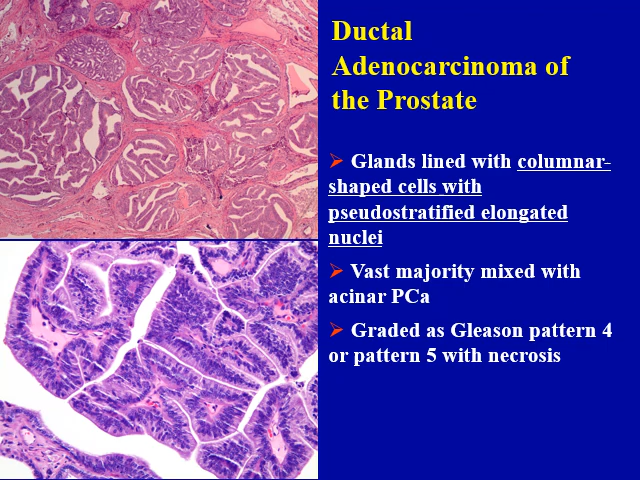 Ductal
Adenocarcinoma of
the Prostate
➢ Glands lined with columnar-
shaped cells with
pseudostratified elongated
nuclei
➢ Vast majority mixed with
acinar PCa
➢ Graded as Gleason pattern 4
or pattern 5 with necrosis